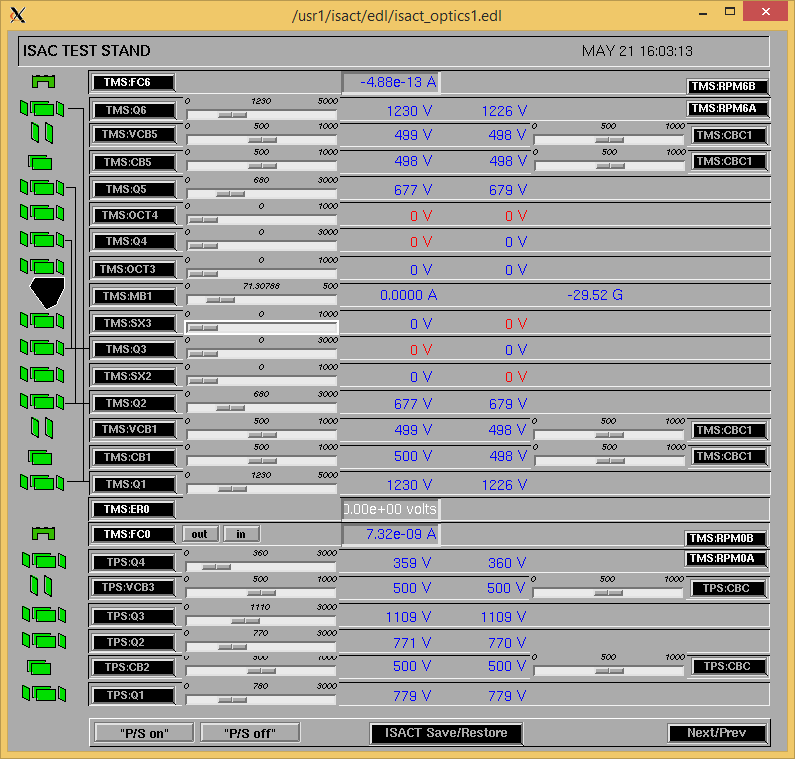 /usr1/isact/edl/isact_optics1.edl
ISAC TEST STAND MAY 21 16:03:13
TMS:FC6 -4.88e-13 A TMS:RPM6B
TMS:RPM6A
0 1230 5000
TMS:Q6 1230 V 1226 V
0 500 1000 0 500 1000
TMS:VCB5 499 V 498 V TMS:CBC1
0 500 1000 0 500 1000
TMS:CB5 498 V 498 V TMS:CBC1
0 680 3000
TMS:Q5 677 V 679 V
0 0 1000
TMS:OCT4 0 V 0 V
0 0 3000
TMS:Q4 0 V 0 V
0 0 1000
TMS:OCT3 0 V 0 V
0 71.30766 500
TMS:MB1 0.0000 A -29.52 G
0 0 1000
TMS:SX3 0 V 0 V
0 0 3000
TMS:Q3 0 V 0 V
0 0 1000
TMS:SX2 0 V 0 V
0 680 3000
TMS:Q2 677 V 679 V
0 500 1000 0 500 1000
TMS:VCB1 499 V 498 V TMS:CBC1
0 500 1000 0 500 1000
TMS:CB1 500 V 498 V TMS:CBC1
0 1230 5000
TMS:Q1 1230 V 1226 V
TMS:ER0 0.00e+00 volts
TMS:FC0 out in 7.32e-09 A TMS:RPM0B
TMS:RPM0A
0 360 3000
TPS:Q4 359 V 360 V
0 500 1000 0 500 1000
TPS:VCB3 500 V 500 V TPS:CBC
0 1110 3000
TPS:Q3 1109 V 1109 V
0 770 3000
TPS:Q2 771 V 770 V
0 500 1000 0 500 1000
TPS:CB2 500 V 500 V TPS:CBC
0 780 3000
TPS:Q1 779 V 779 V
"P/S on" "P/S off" ISACT Save/Restore Next/Prev